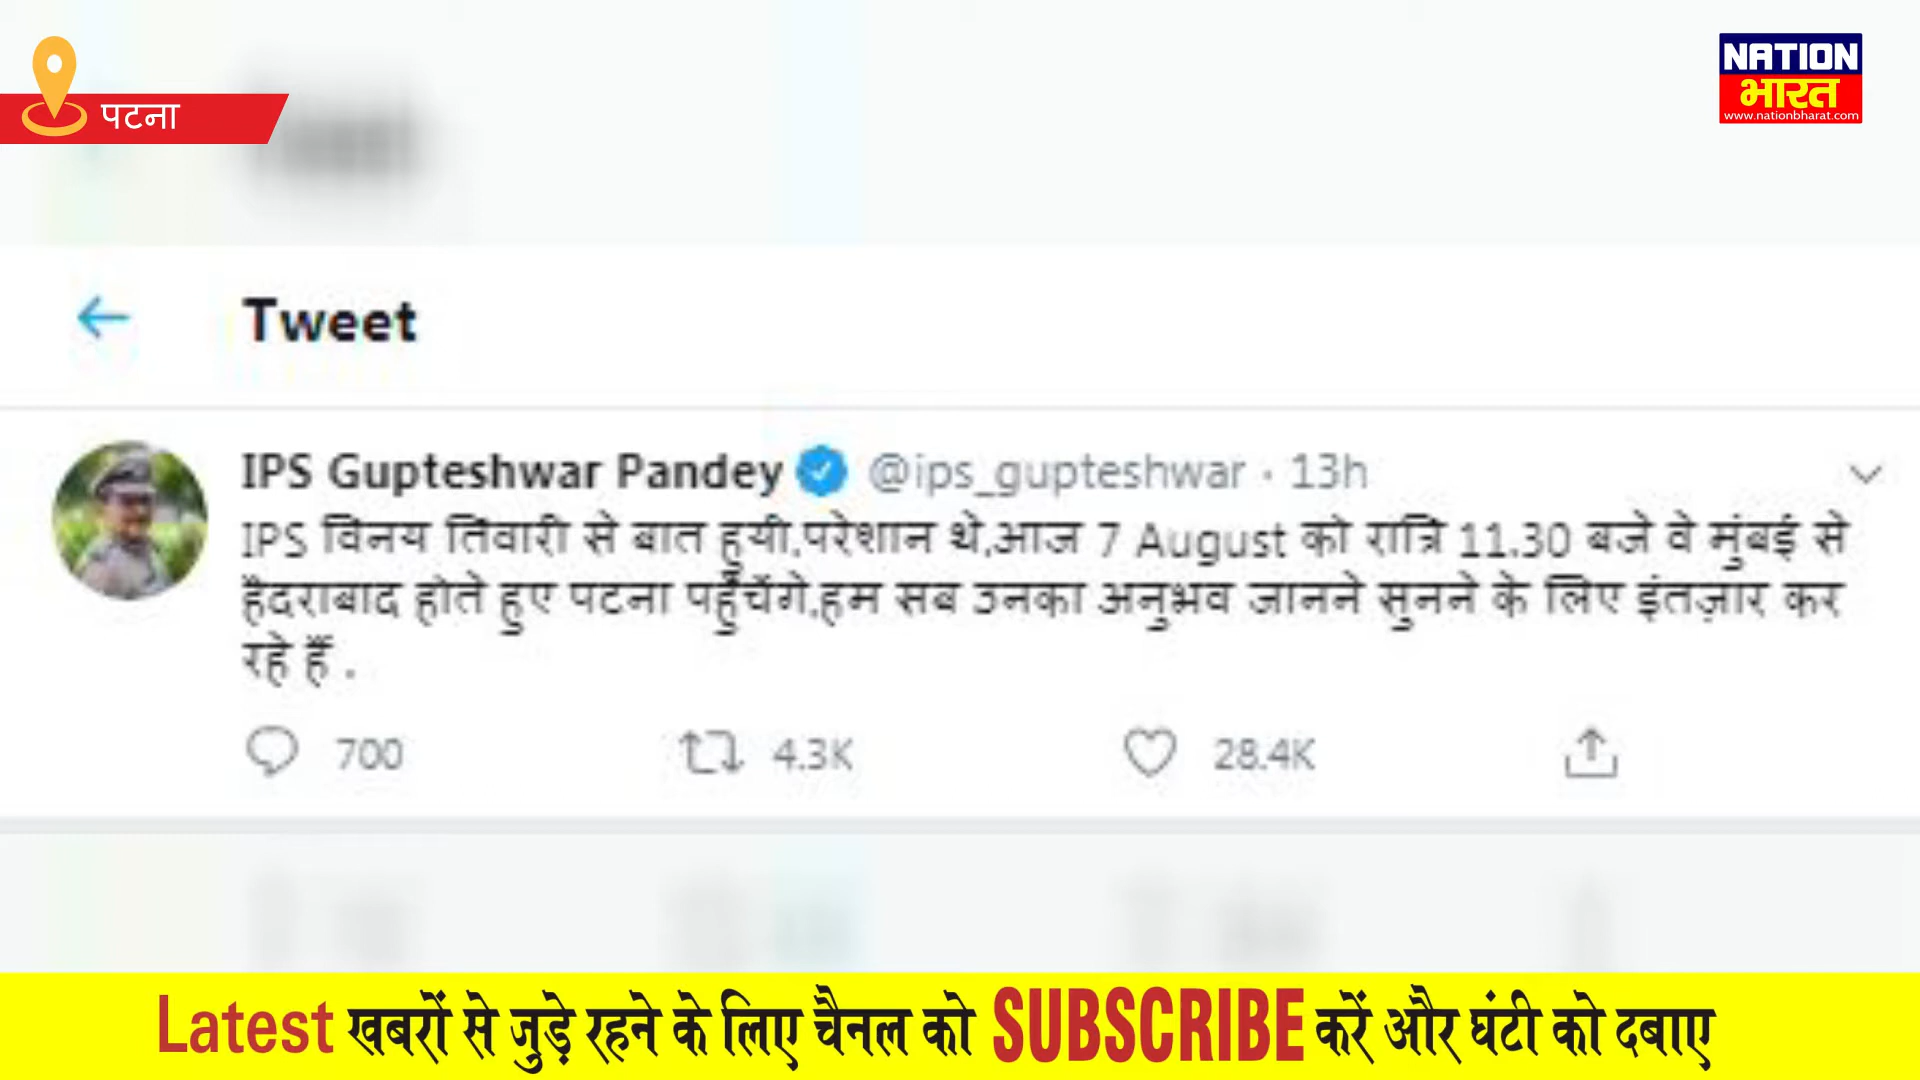 पटना
NATION
भारत
www.nationbharat.com
Tweet
IPS Gupteshwar Pandey @ips_gupteshwar · 13h
IPS विनय तिवारी से बात हुयी.परेशान थे.आज 7 August को रात्रि 11.30 बजे वे मुंबई से
हैदराबाद होते हुए पटना पहुँचेंगे.हम सब उनका अनुभव जानने सुनने के लिए इंतज़ार कर
रहे हैं .
700 4.3K 28.4K
Latest खबरों से जुड़े रहने के लिए चैनल को SUBSCRIBE करें और घंटी को दबाए